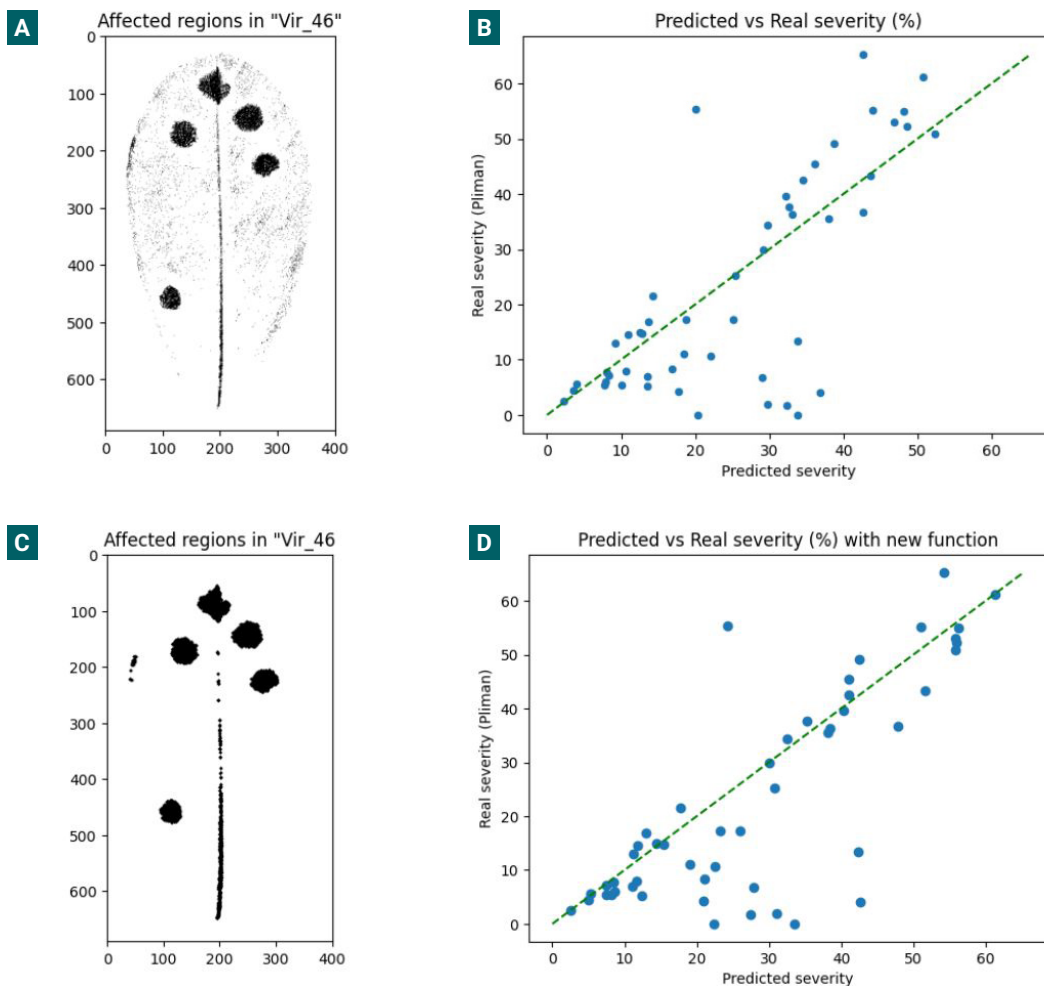 A
Affected regions in "Vir_46"
0
100
200
300
400
500
600
0 100 200 300 400
B
Predicted vs Real severity (%)
Real severity (Pliman)
60
50
40
30
20
10
0
0 10 20 30 40 50 60
Predicted severity
C
Affected regions in "Vir_46
0
100
200
300
400
500
600
0 100 200 300 400
D
Predicted vs Real severity (%) with new function
Real severity (Pliman)
60
50
40
30
20
10
0
0 10 20 30 40 50 60
Predicted severity